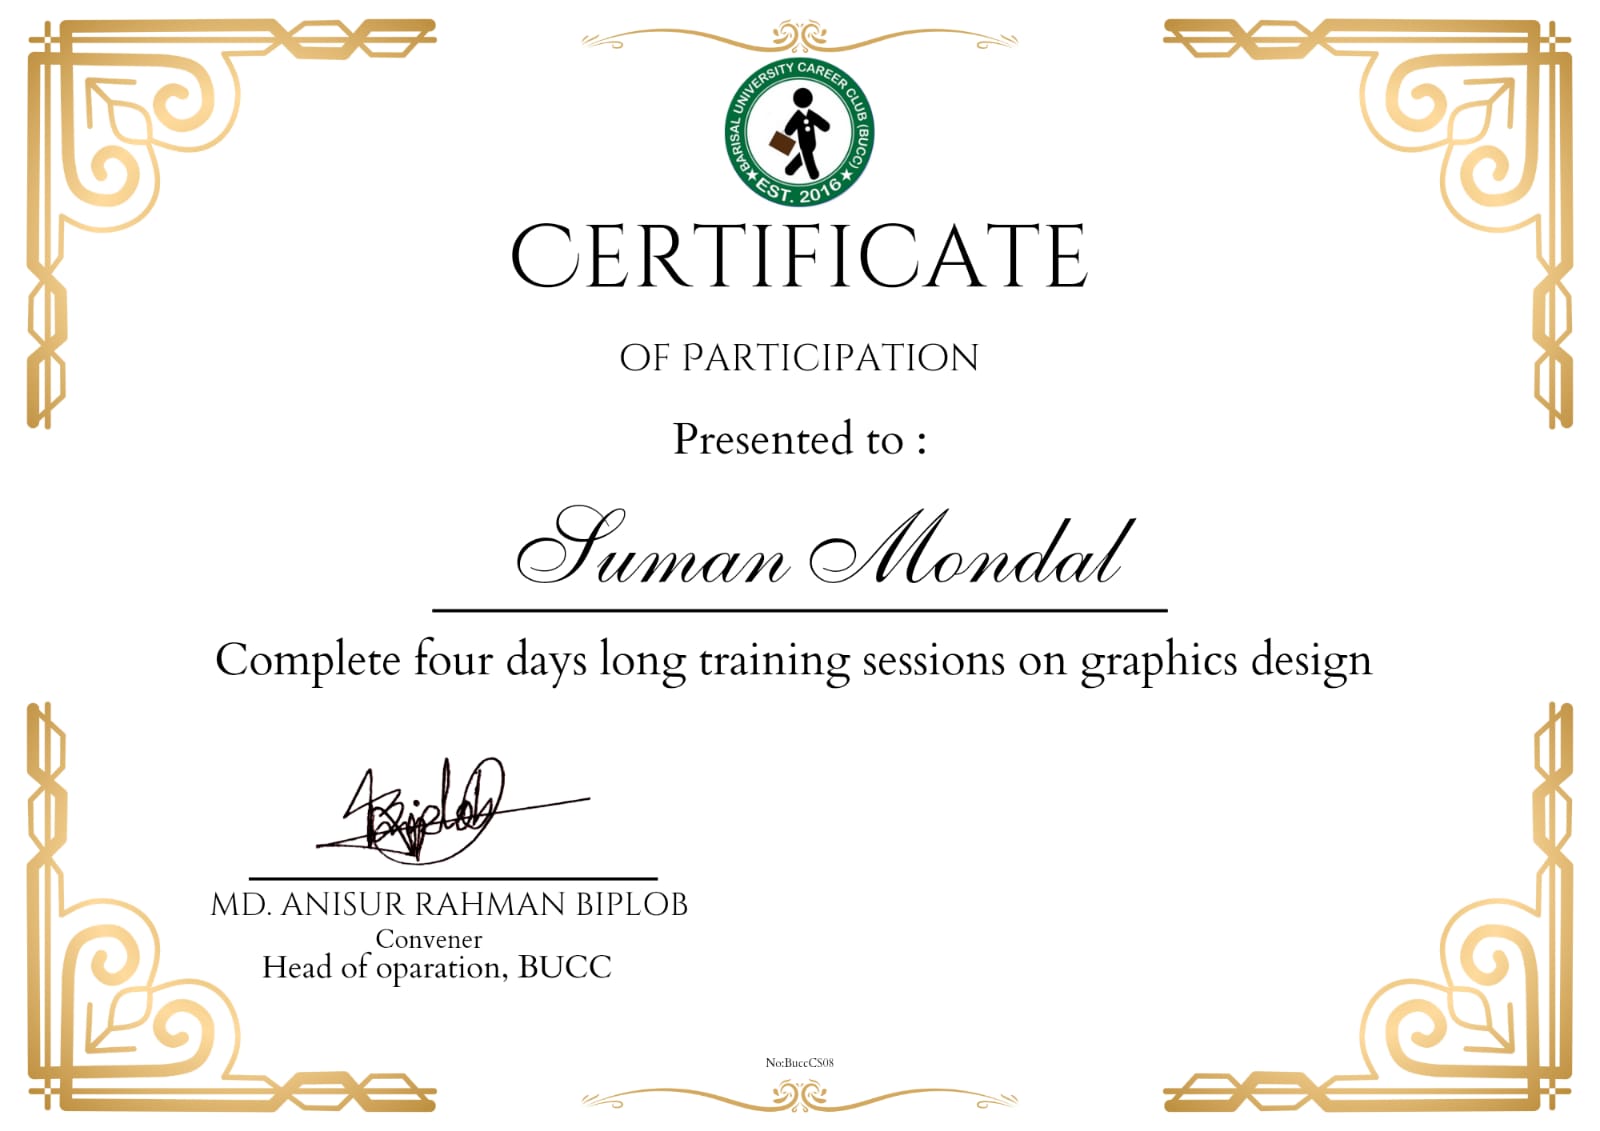 BARISAL UNIVERSITY CAREER CLUB (BUCC)
★ EST. 2016 ★
CERTIFICATE
OF PARTICIPATION
Presented to :
Suman Mondal
Complete four days long training sessions on graphics design
Biplob
MD. ANISUR RAHMAN BIPLOB
Convener
Head of oparation, BUCC
No:BuccCS08